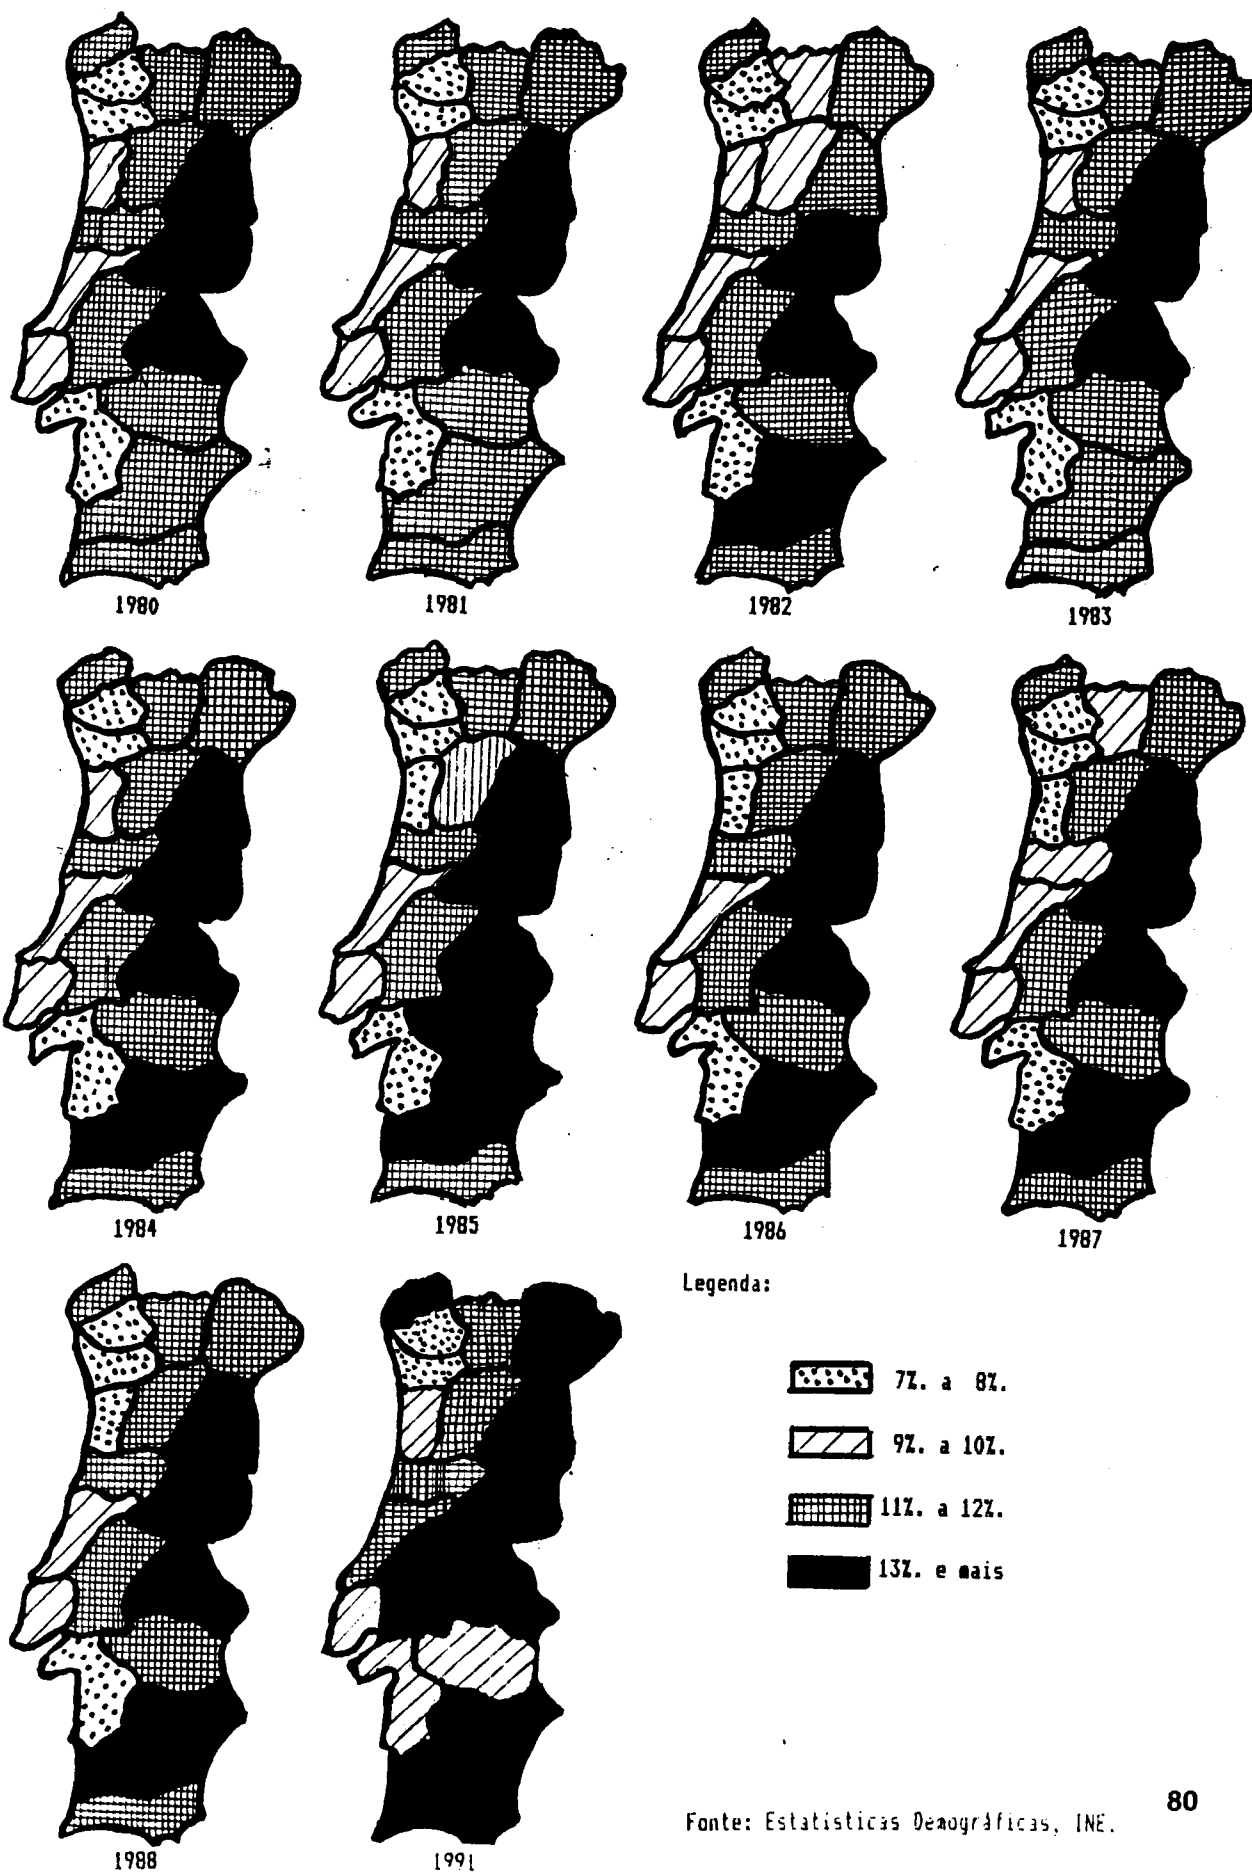 1980
1981
1982
1983
1984
1985
1986
1987
1988
1991
Legenda:
7%. a 8%.
9%. a 10%.
11%. a 12%.
13%. e mais
Fonte: Estatísticas Demográficas, INE.
80